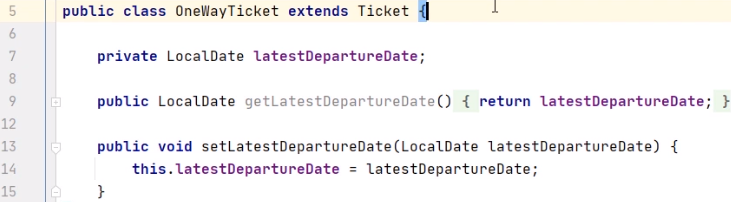 5 public class OneWayTicket extends Ticket {
6
7 private LocalDate latestDepartureDate;
8
9 public LocalDate getLatestDepartureDate() { return latestDepartureDate; }
12
13 public void setLatestDepartureDate(LocalDate latestDepartureDate) {
14 this.latestDepartureDate = latestDepartureDate;
15 }